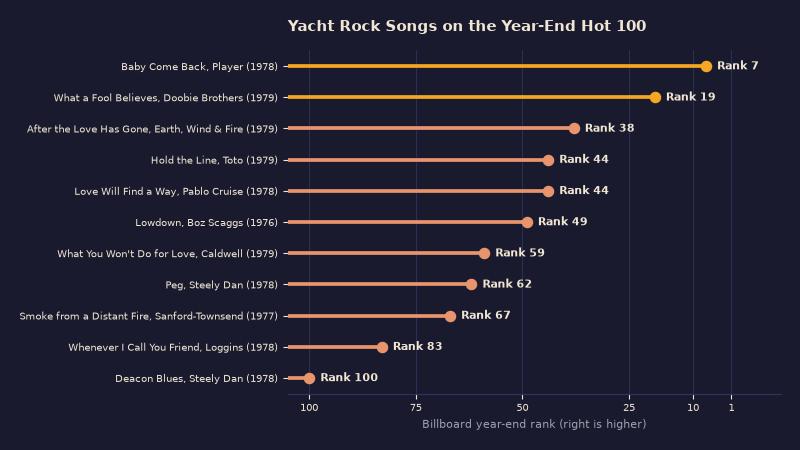 Yacht Rock Songs on the Year-End Hot 100
Baby Come Back, Player (1978) Rank 7
What a Fool Believes, Doobie Brothers (1979) Rank 19
After the Love Has Gone, Earth, Wind & Fire (1979) Rank 38
Hold the Line, Toto (1979) Rank 44
Love Will Find a Way, Pablo Cruise (1978) Rank 44
Lowdown, Boz Scaggs (1976) Rank 49
What You Won't Do for Love, Caldwell (1979) Rank 59
Peg, Steely Dan (1978) Rank 62
Smoke from a Distant Fire, Sanford-Townsend (1977) Rank 67
Whenever I Call You Friend, Loggins (1978) Rank 83
Deacon Blues, Steely Dan (1978) Rank 100
100 75 50 25 10 1
Billboard year-end rank (right is higher)